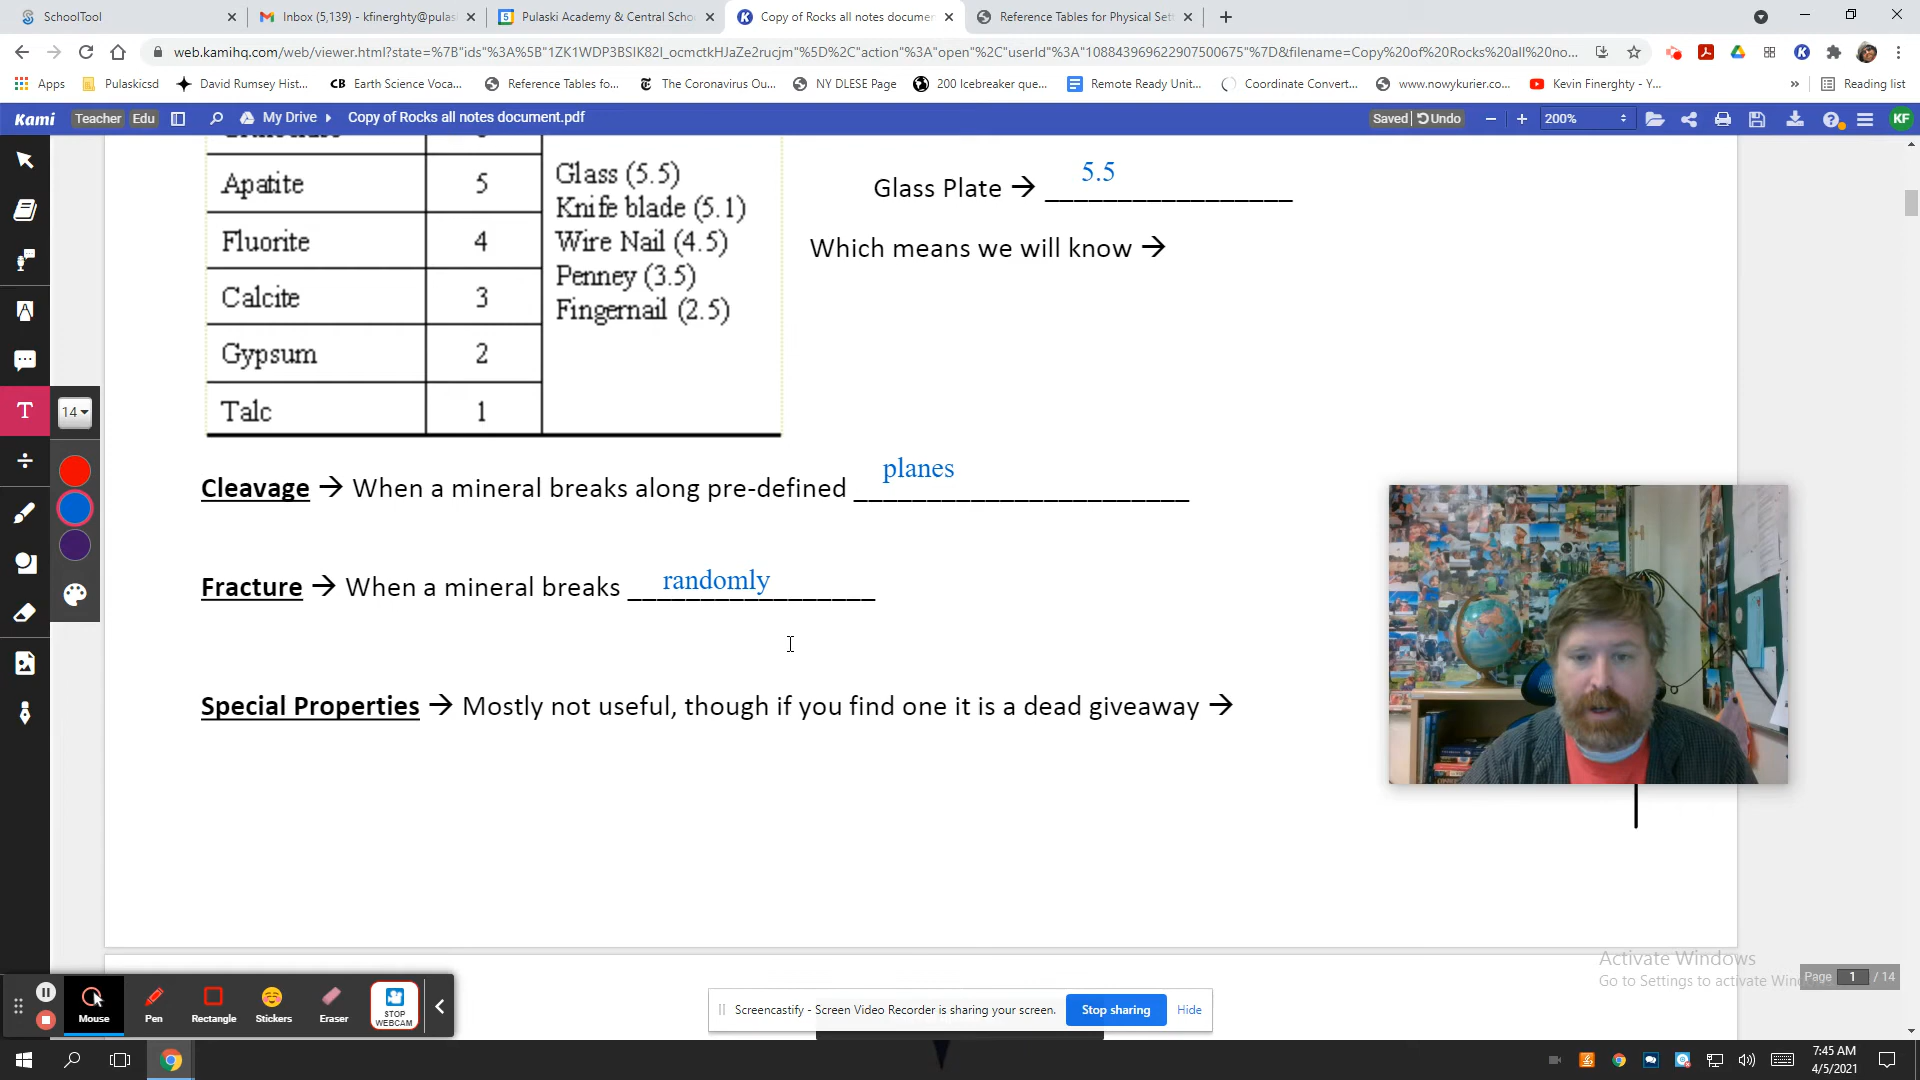 SchoolTool
Inbox (5,139) - kfinerghty@pulas
Pulaski Academy & Central Scho
Copy of Rocks all notes documen
Reference Tables for Physical Set
web.kamihq.com/web/viewer.html?state=%7B"ids"%3A%5B"1ZK1WDP3BSIK82I_ocmctkHJaZe2rucjm"%5D%2C"action"%3A"open"%2C"userId"%3A"108843969622907500675"%7D&filename=Copy%20of%20Rocks%20all%20no...
Apps
Pulaskicsd
David Rumsey Hist...
CB Earth Science Voca...
Reference Tables fo...
The Coronavirus Ou...
NY DLESE Page
200 Icebreaker que...
Remote Ready Unit...
Coordinate Convert...
www.nowykurier.co...
Kevin Finerghty - Y...
»
Reading list
Kami Teacher Edu
My Drive
Copy of Rocks all notes document.pdf
Saved Undo
200%
KF
Apatite 5
Fluorite 4
Calcite 3
Gypsum 2
Talc 1
Glass (5.5)
Knife blade (5.1)
Wire Nail (4.5)
Penney (3.5)
Fingernail (2.5)
Glass Plate → 5.5
Which means we will know →
T 14
Cleavage → When a mineral breaks along pre-defined planes
Fracture → When a mineral breaks randomly
Special Properties → Mostly not useful, though if you find one it is a dead giveaway →
Activate Windows
Go to Settings to activate Win
Page 1 / 14
Mouse
Pen
Rectangle
Stickers
Eraser
STOP
WEBCAM
Screencastify - Screen Video Recorder is sharing your screen.
Stop sharing
Hide
7:45 AM
4/5/2021